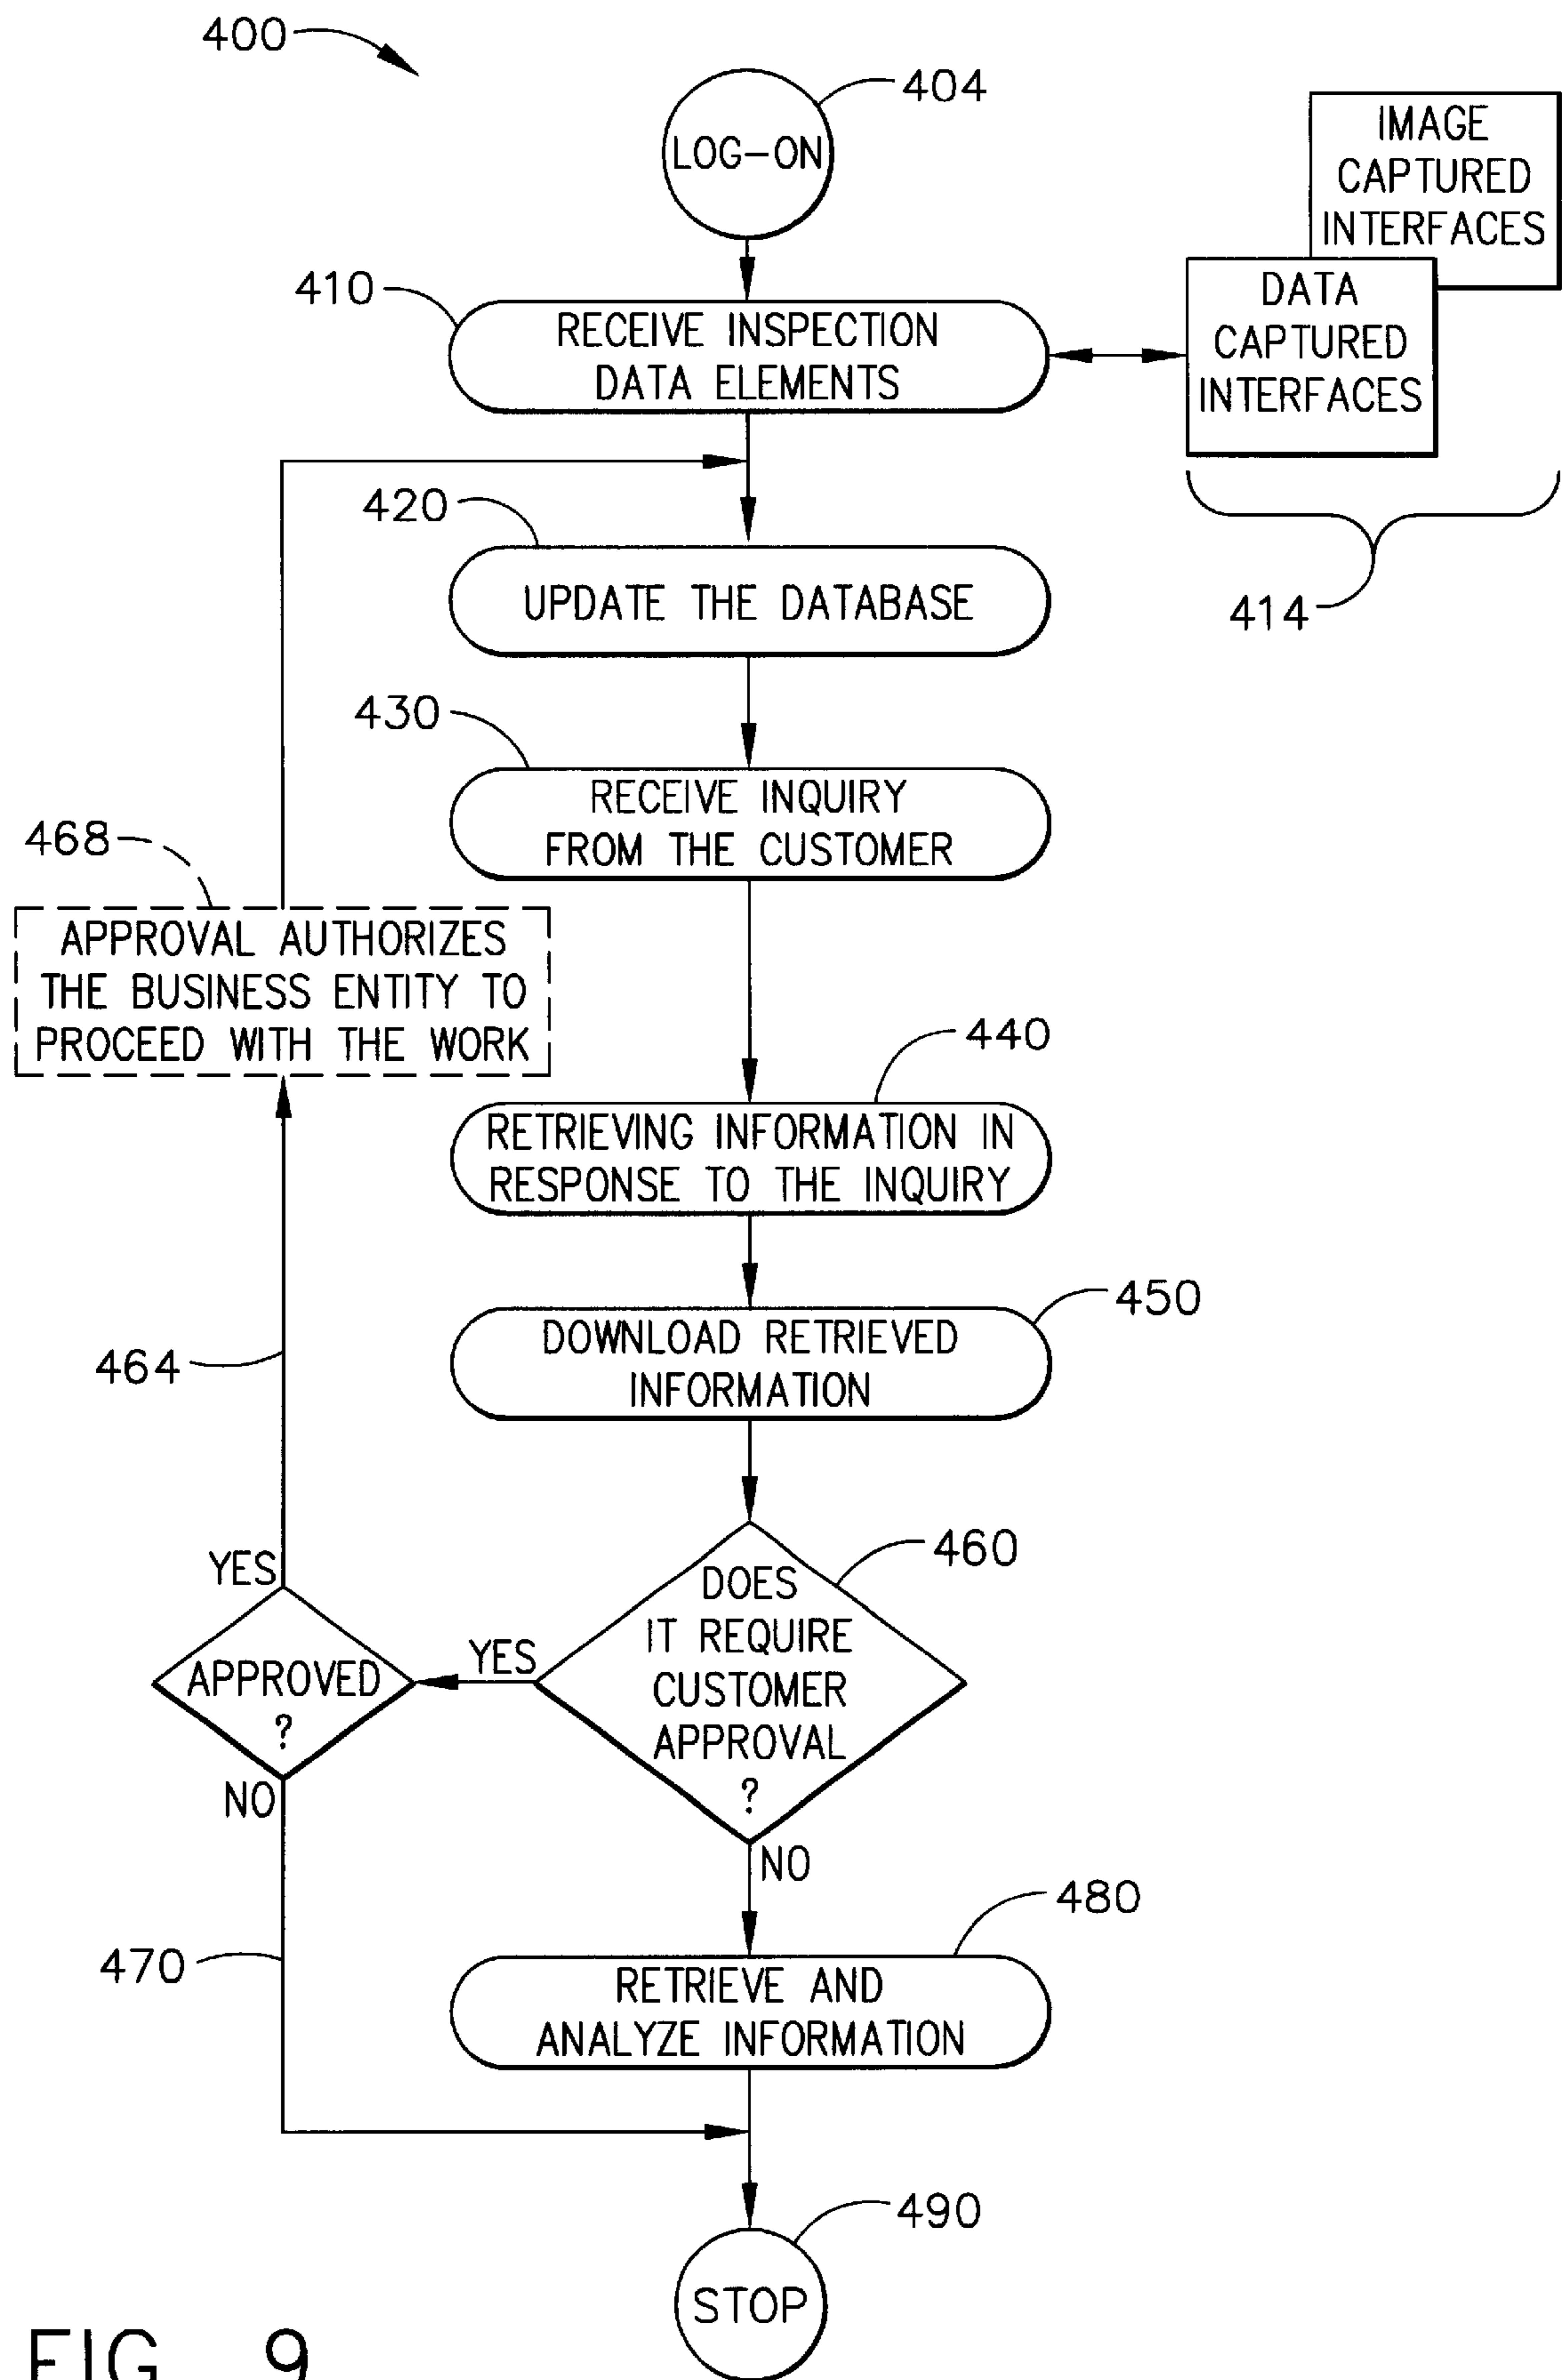 400
404
LOG-ON
IMAGE
CAPTURED
INTERFACES
410
RECEIVE INSPECTION
DATA ELEMENTS
DATA
CAPTURED
INTERFACES
414
420
UPDATE THE DATABASE
430
RECEIVE INQUIRY
FROM THE CUSTOMER
468
APPROVAL AUTHORIZES
THE BUSINESS ENTITY TO
PROCEED WITH THE WORK
440
RETRIEVING INFORMATION IN
RESPONSE TO THE INQUIRY
450
DOWNLOAD RETRIEVED
INFORMATION
464
460
DOES
IT REQUIRE
CUSTOMER
APPROVAL
?
YES
YES
APPROVED
?
NO
NO
480
RETRIEVE AND
ANALYZE INFORMATION
470
490
STOP
FIG. 9